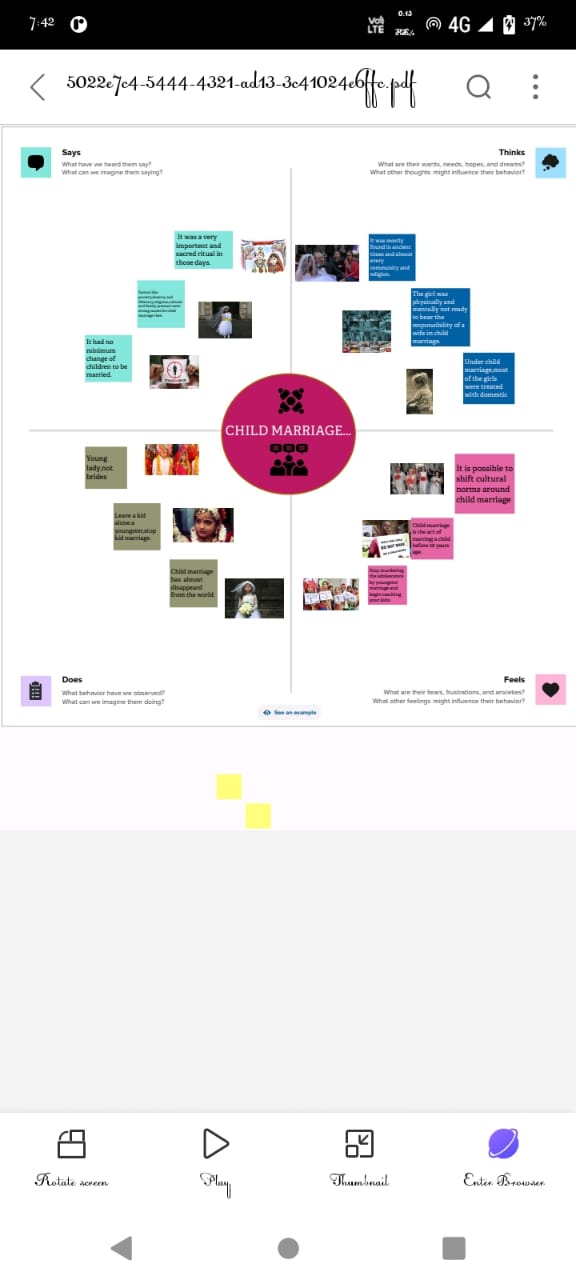 7:42
Vo) LTE
0.13
4G
37%
5022e7c4-5444-4321-ad13-3c41024e6ffc.pdf
Says
What have we heard them say?
What can we imagine them saying?
Thinks
What are their wants, needs, hopes, and dreams?
What other thoughts might influence their behavior?
It was a very
important and
sacred ritual in
those days.
It was mostly
found in ancient
times and almost
every
community and
religion.
The girl was
physically and
mentally not ready
to bear the
responsibility of a
wife in child
marriage.
It had no
minimum
change of
children to be
married.
Under child
marriage,most
of the girls
were treated
with domestic
CHILD MARRIAGE...
Young
lady,not
brides
It is possible to
shift cultural
norms around
child marriage
Leave a kid
alone a
youngster,stop
kid marriage.
Child marriage
is the act of
marring a child
before 18 years
age.
DO NOT MAKE
Child marriage
has almost
disappeared
from the world.
Stop murdering
the adolescence
by youngster
marriage and
begin teaching
your kids.
Does
What behavior have we observed?
What can we imagine them doing?
Feels
What are their fears, frustrations, and anxieties?
What other feelings might influence their behavior?
See an example
Rotate screen
Play
Thumbnail
Enter Browser